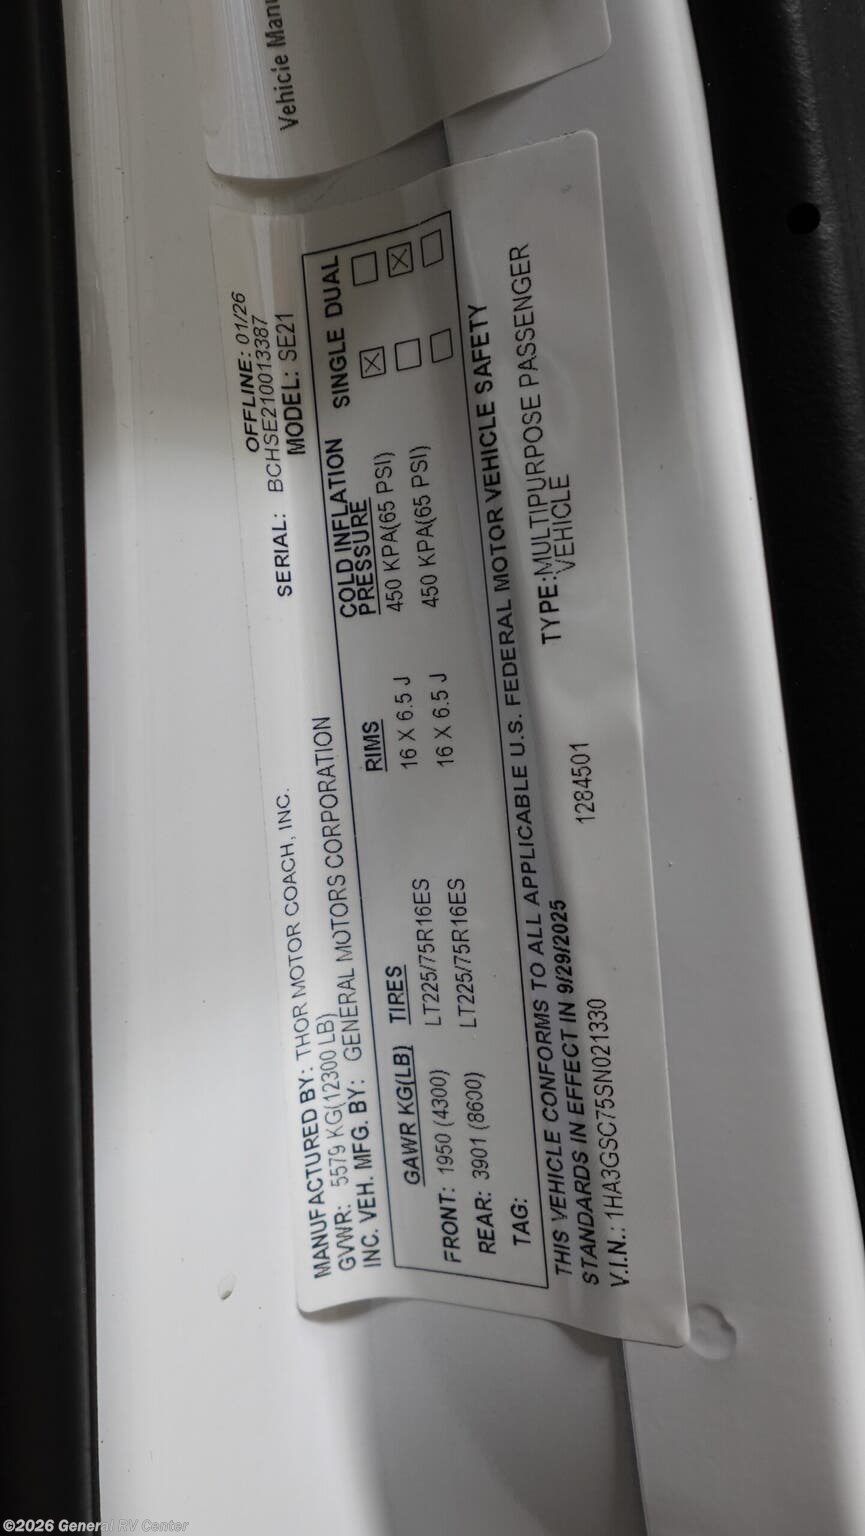 Vehicle
MANUFACTURED BY: THOR MOTOR COACH, INC.
OFFLINE: 01/26
GVWR: 5579 KG(12300 LB)
SERIAL: BCHSE210013387
INC. VEH. MFG. BY: GENERAL MOTORS CORPORATION
MODEL: SE21
GAWR KG(LB) TIRES RIMS COLD INFLATION PRESSURE SINGLE DUAL
FRONT: 1950 (4300) LT225/75R16ES 16 X 6.5 J 450 KPA(65 PSI) ☒ ☐
REAR: 3901 (8600) LT225/75R16ES 16 X 6.5 J 450 KPA(65 PSI) ☐ ☒
TAG: ☐ ☐
THIS VEHICLE CONFORMS TO ALL APPLICABLE U.S. FEDERAL MOTOR VEHICLE SAFETY
STANDARDS IN EFFECT IN 9/29/2025
TYPE:MULTIPURPOSE PASSENGER
VEHICLE
V.I.N.: 1HA3GSC75SN021330
1284501
©2026 General RV Center